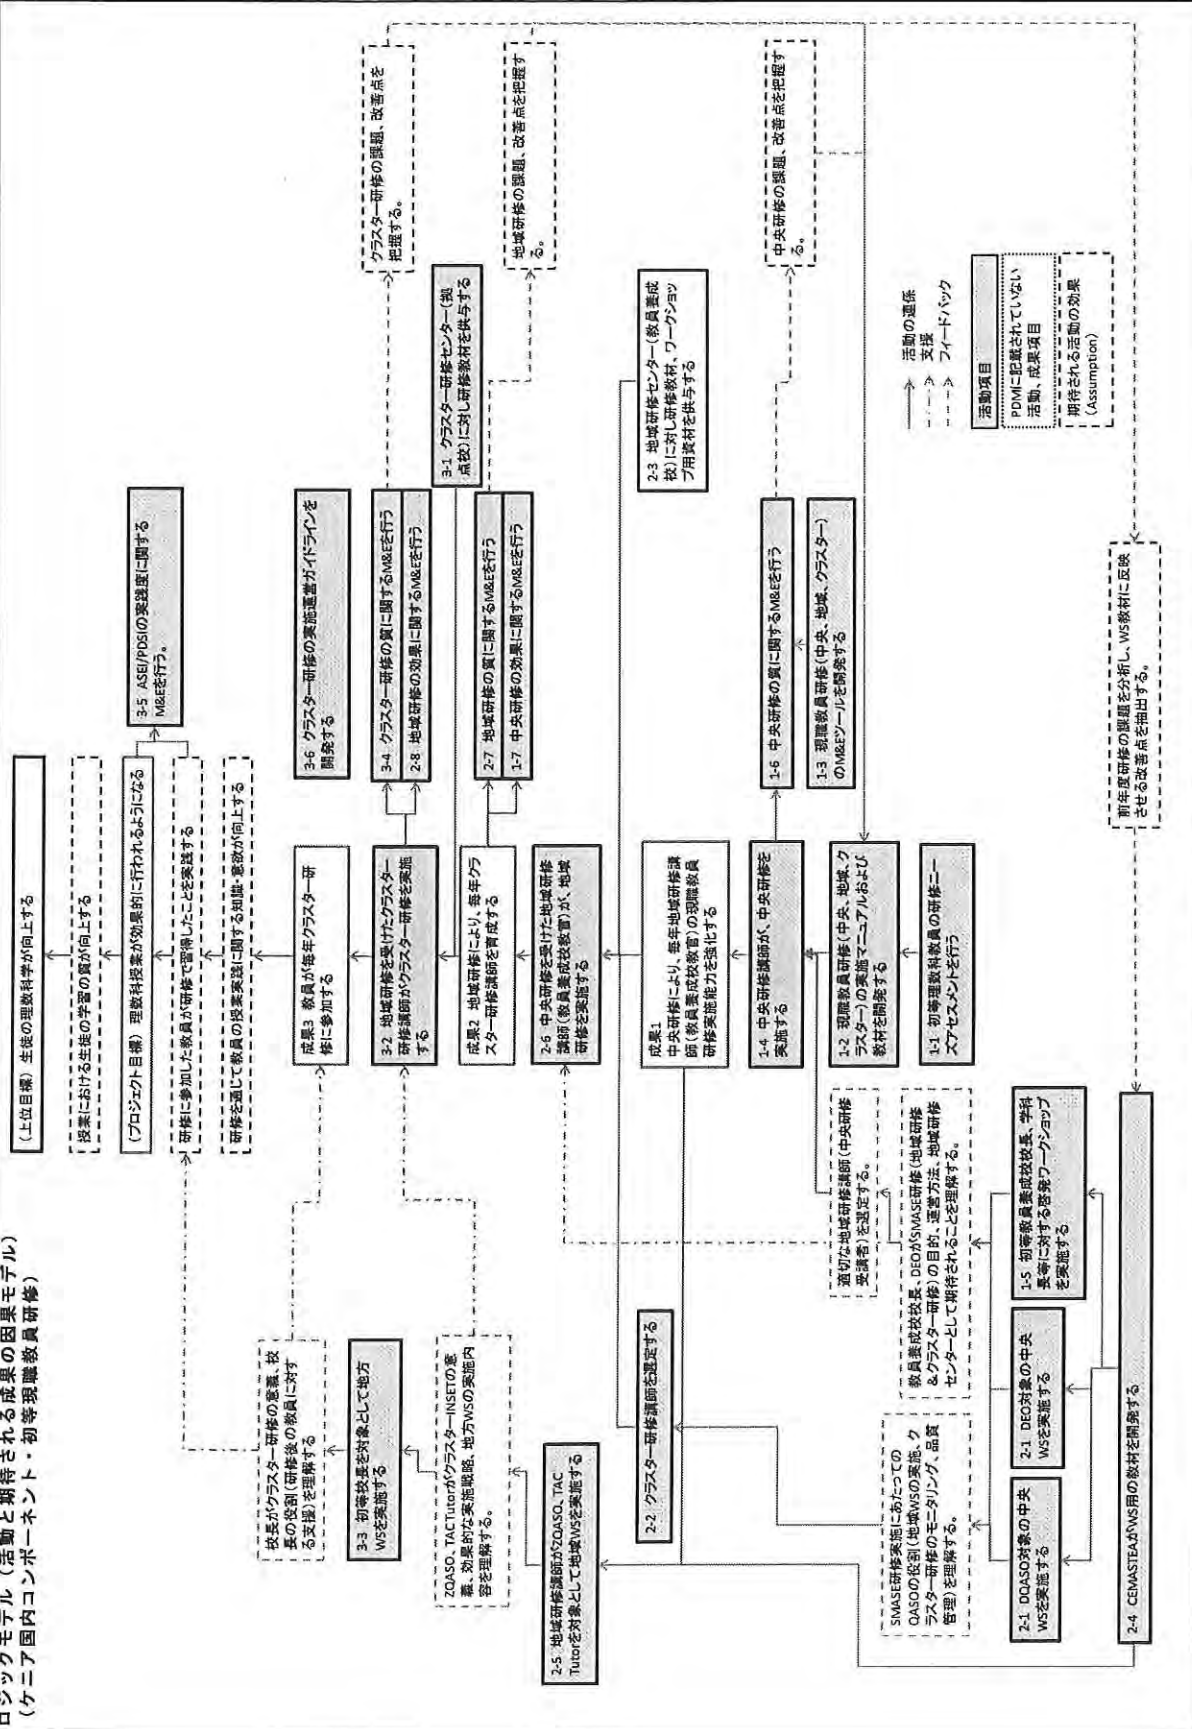 ロジックモデル（活動と期待される成果の因果モデル）
（ケニア国内コンポーネント・初等現職教員研修）
（上位目標）生徒の理数科学が向上する
授業における生徒の学習の質が向上する
（プロジェクト目標）理数科授業が効果的に行われるようになる
研修に参加した教員が研修で習得したことを実践する
研修を通じて教員の授業実践に関する知識・意欲が向上する
3-5 ASEI/PDSIの実践度に関する
M&Eを行う。
校長がクラスター研修の意義、校
長の役割（研修後の教員に対す
る支援）を理解する
成果3 教員が毎年クラスター研
修に参加する
3-6 クラスター研修の実施運営ガイドラインを
開発する
3-3 初等校長を対象として地方
WSを実施する
3-2 地域研修を受けたクラスター
研修講師がクラスター研修を実施
する
3-4 クラスター研修の質に関するM&Eを行う
2-8 地域研修の効果に関するM&Eを行う
クラスター研修の課題、改善点を
把握する。
3-1 クラスター研修センター（拠
点校）に対し研修教材を供与する
ZQASO、TACTutorがクラスターINSETの意
義、効果的な実施戦略、地方WSの実施内
容を理解する。
成果2 地域研修により、毎年クラ
スター研修講師を育成する
2-7 地域研修の質に関するM&Eを行う
1-7 中央研修の効果に関するM&Eを行う
地域研修の課題、改善点を把握す
る。
2-5 地域研修講師がZQASO、TAC
Tutorを対象として地域WSを実施する
2-6 中央研修を受けた地域研修
講師（教員養成校教官）が、地域
研修を実施する
2-2 クラスター研修講師を選定する
成果1
中央研修により、毎年地域研修講
師（教員養成校教官）の現職教員
研修実施能力を強化する
2-3 地域研修センター（教員養成
校）に対し研修教材、ワークショッ
プ用資材を供与する
1-4 中央研修講師が、中央研修を
実施する
1-6 中央研修の質に関するM&Eを行う
中央研修の課題、改善点を把握す
る。
1-3 現職教員研修（中央、地域、クラスター）
のM&Eツールを開発する
適切な地域研修講師（中央研修
受講者）を選定する。
1-2 現職教員研修（中央、地域、ク
ラスター）の実施マニュアルおよび
教材を開発する
SMASE研修実施にあたっての
QASOの役割（地域WSの実施、ク
ラスター研修のモニタリング、品質
管理）を理解する。
教員養成校校長、DEOがSMASE研修（地域研修
&クラスター研修）の目的、運営方法、地域研修
センターとして期待されることを理解する。
1-1 初等理数科教員の研修ニー
ズアセスメントを行う
2-1 DQASO対象の中央
WSを実施する
2-1 DEO対象の中央
WSを実施する
1-5 初等教員養成校校長、学科
長等に対する啓発ワークショップ
を実施する
2-4 CEMASTEAがWS用の教材を開発する
前年度研修の課題を分析し、WS教材に反映
させる改善点を抽出する。
活動の連係
支援
フィードバック
活動項目
PDMに記載されていない
活動、成果項目
期待される活動の効果
（Assumption）